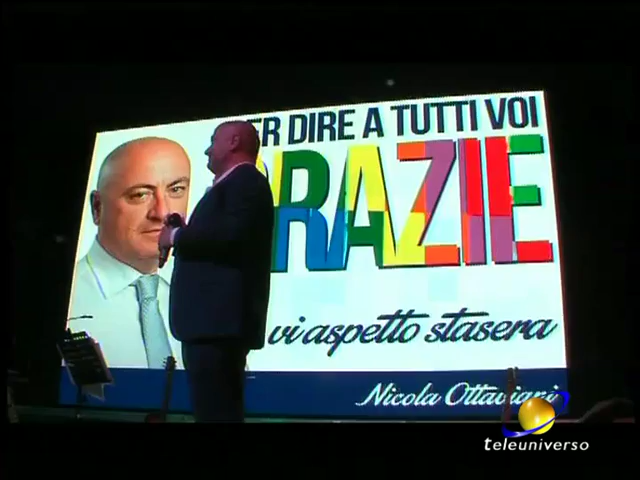 ER DIRE A TUTTI VOI
RAZIE
vi aspetto stasera
Nicola Ottaviani
teleuniverso